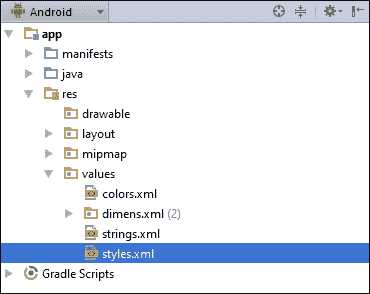 Android
app
manifests
java
res
drawable
layout
mipmap
values
colors.xml
dimens.xml (2)
strings.xml
styles.xml
Gradle Scripts